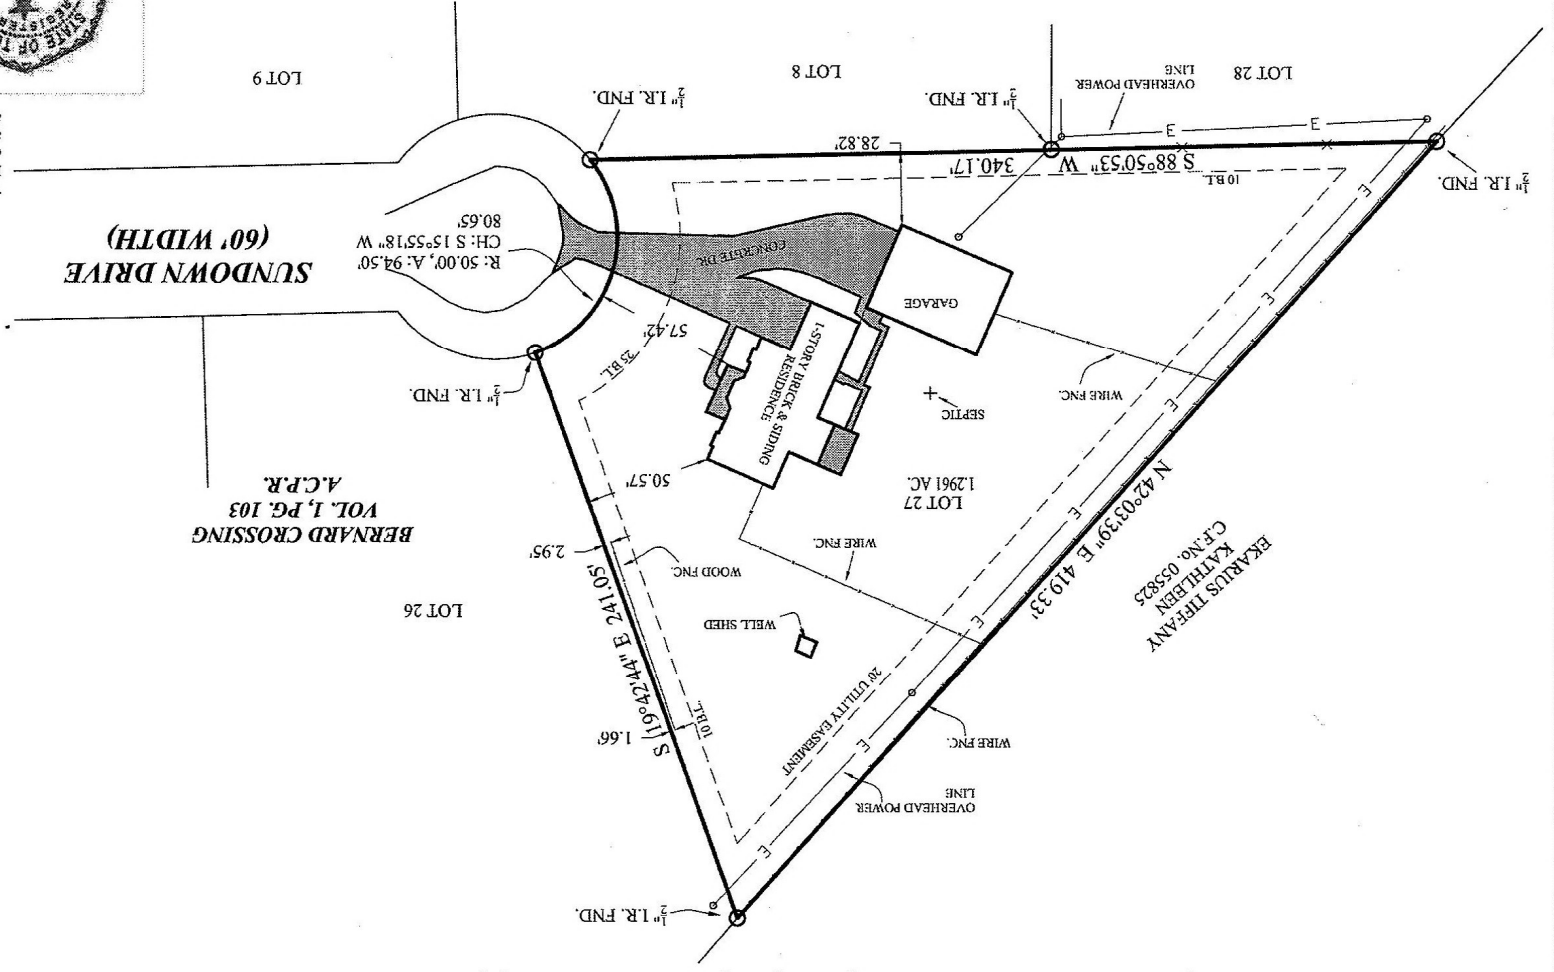 ½" I.R. FND.
OVERHEAD POWER
LINE
WIRE FNC.
20' UTILITY EASEMENT
10 B.L.
1.66'
S 19°42'44" E 241.05'
WELL SHED
EKARIUS TIFFANY
KATHLEEN
C.F.No. 055825
N 42°03'39" E 419.33'
LOT 26
WOOD FNC.
2.95'
WIRE FNC.
BERNARD CROSSING
VOL. 1, PG. 103
A.C.P.R.
LOT 27
1.2961 AC.
50.57'
SEPTIC
WIRE FNC.
1-STORY BRICK & SIDING
RESIDENCE
½" I.R. FND.
25 B.L.
57.42'
GARAGE
CONCRETE DR.
SUNDOWN DRIVE
(60' WIDTH)
R: 50.00', A: 94.50'
CH: S 15°55'18" W
80.65'
½" I.R. FND.
10 B.L.
S 88°50'53" W 340.17'
28.82'
E
E
E
E
E
E
E
E
E
½" I.R. FND.
½" I.R. FND.
OVERHEAD POWER
LINE
LOT 28
LOT 8
LOT 9
STATE OF
REGISTER